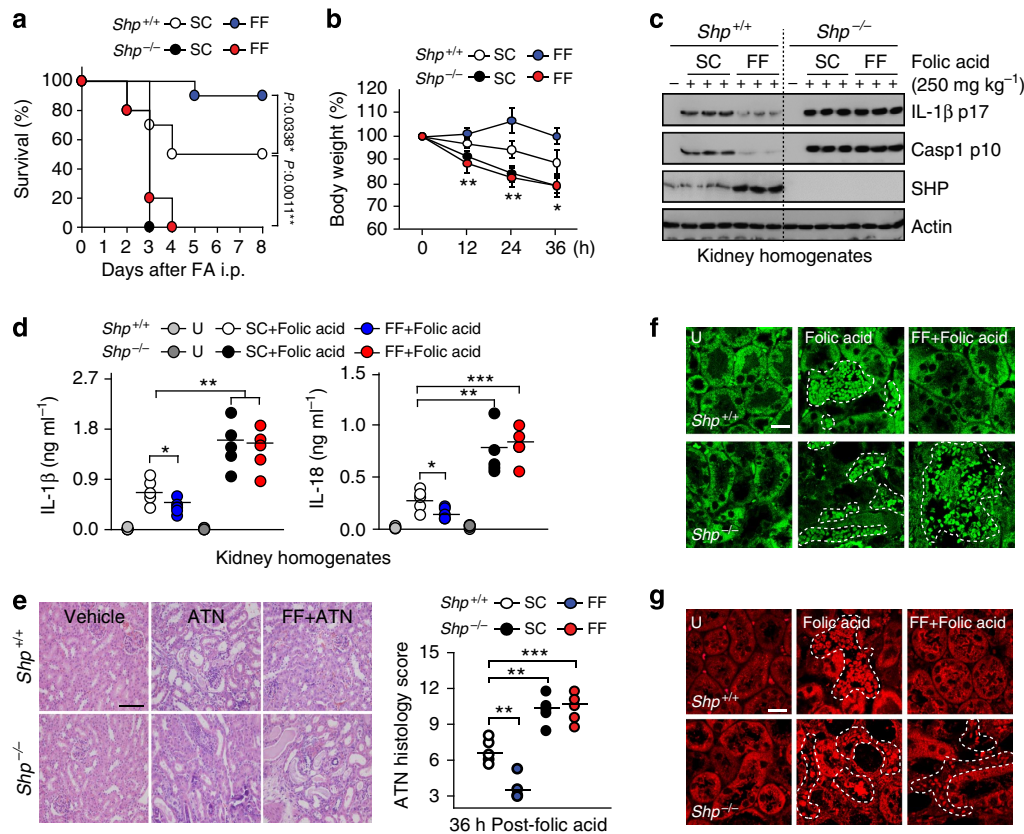 a
Shp+/+ SC FF
Shp−/− SC FF
Survival (%)
100
80
60
40
20
0
0 1 2 3 4 5 6 7 8
Days after FA i.p.
P:0.0338*
P:0.0011**
b
Shp+/+ SC FF
Shp−/− SC FF
Body weight (%)
120
110
100
90
80
70
60
** ** *
0 12 24 36 (h)
c
Shp+/+ Shp−/−
SC FF SC FF Folic acid
− + + + + + + − + + + + + + (250 mg kg−1)
IL-1β p17
Casp1 p10
SHP
Actin
Kidney homogenates
d
Shp+/+ U SC+Folic acid FF+Folic acid
Shp−/− U SC+Folic acid FF+Folic acid
IL-1β (ng ml−1)
2.7
1.8
0.9
0.0
**
*
IL-18 (ng ml−1)
1.5
1.0
0.5
0
***
**
*
Kidney homogenates
e
Vehicle ATN FF+ATN
Shp+/+
Shp−/−
Shp+/+ SC FF
Shp−/− SC FF
ATN histology score
15
12
9
6
3
***
**
**
36 h Post-folic acid
f
U Folic acid FF+Folic acid
Shp+/+
Shp−/−
g
U Folic acid FF+Folic acid
Shp+/+
Shp−/−